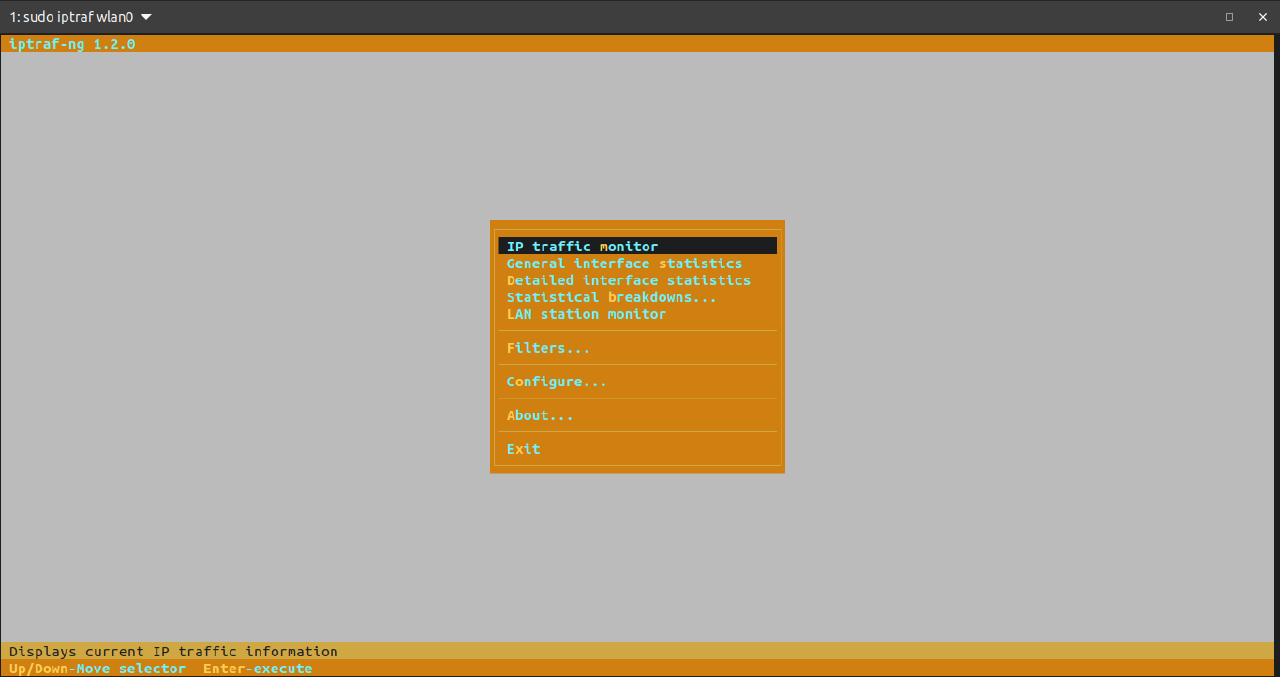 1: sudo iptraf wlan0
iptraf-ng 1.2.0
IP traffic monitor
General interface statistics
Detailed interface statistics
Statistical breakdowns...
LAN station monitor
Filters...
Configure...
About...
Exit
Displays current IP traffic information
Up/Down-Move selector  Enter-execute